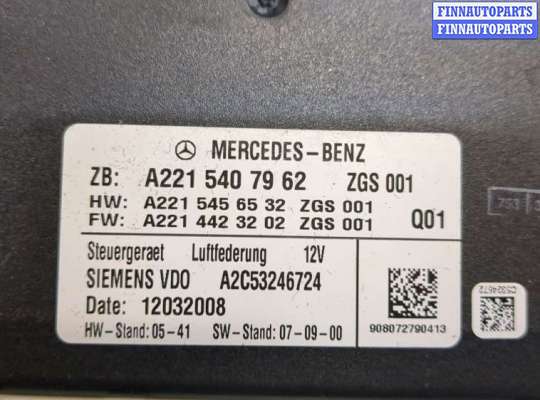 FINNAUTOPARTS
FINNAUTOPARTS
MERCEDES-BENZ
ZB: A221 540 79 62 ZGS 001
HW: A221 545 65 32 ZGS 001
FW: A221 442 32 02 ZGS 001 Q01
Steuergeraet Luftfederung 12V
SIEMENS VDO A2C53246724
Date: 12032008
HW-Stand: 05-41 SW-Stand: 07-09-00
908072790413
C5324672
753